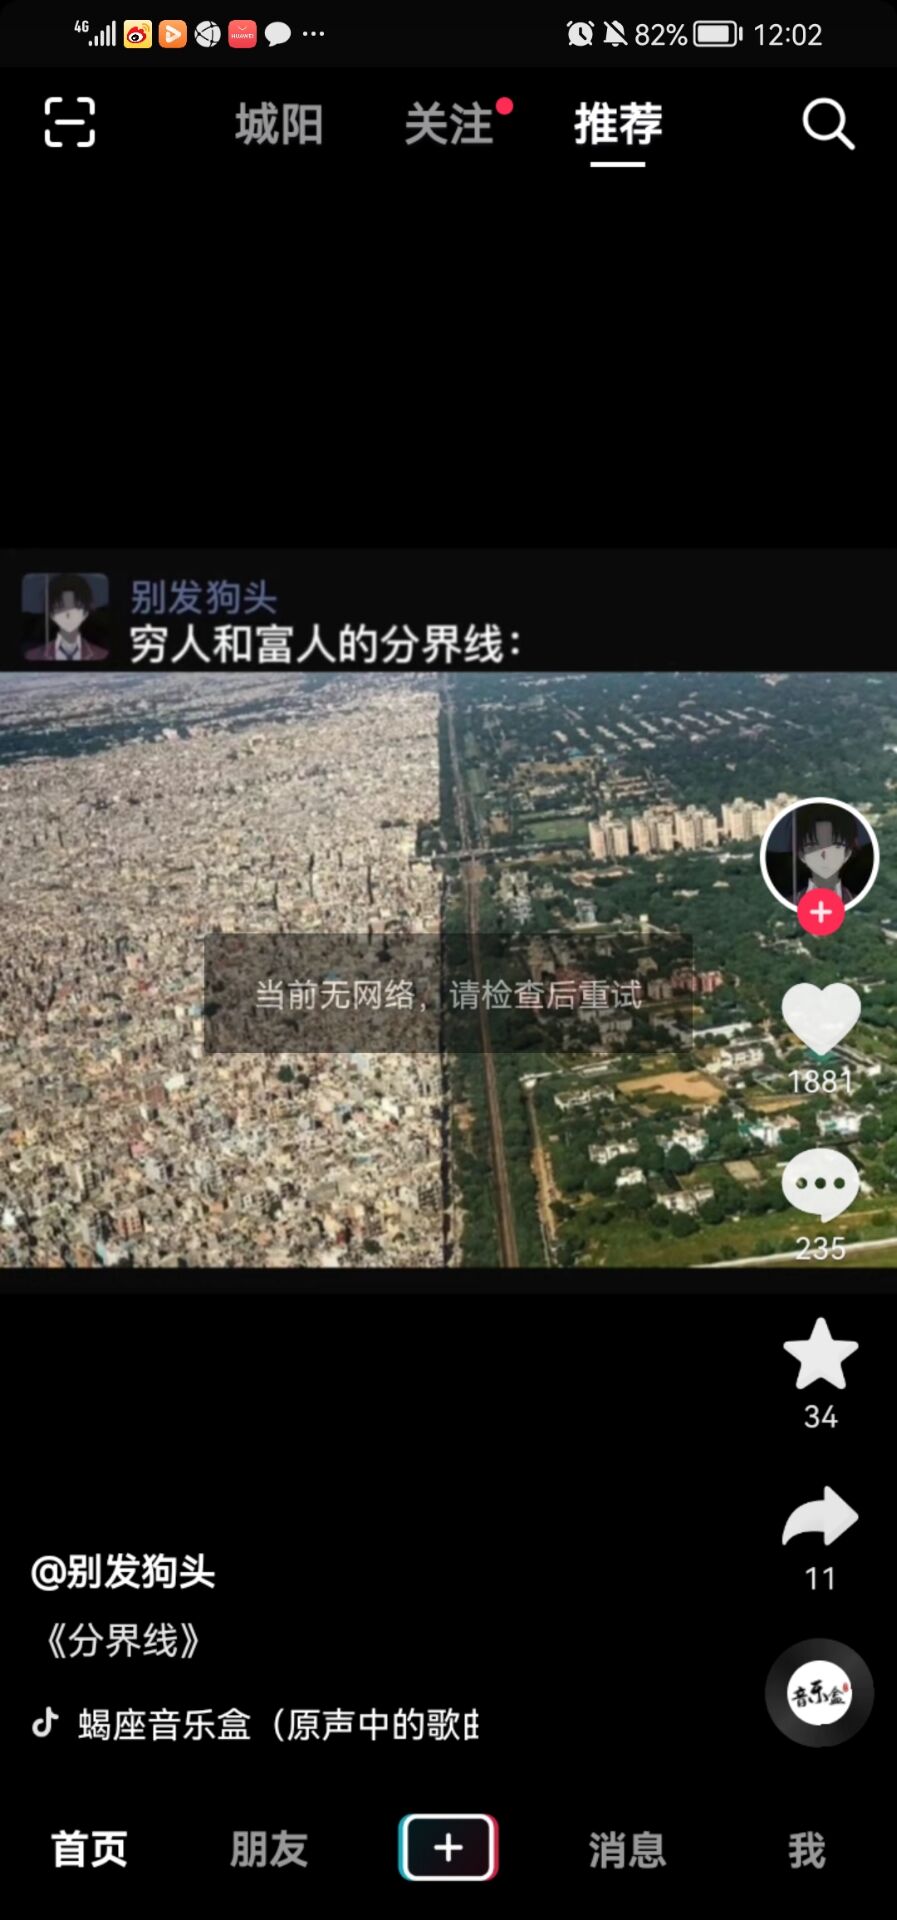 4G 82% 12:02
HUAWEI
城阳 关注 推荐
别发狗头
穷人和富人的分界线：
当前无网络，请检查后重试
1881
235
34
11
@别发狗头
《分界线》
音乐盒
蝎座音乐盒（原声中的歌曲
首页 朋友 消息 我